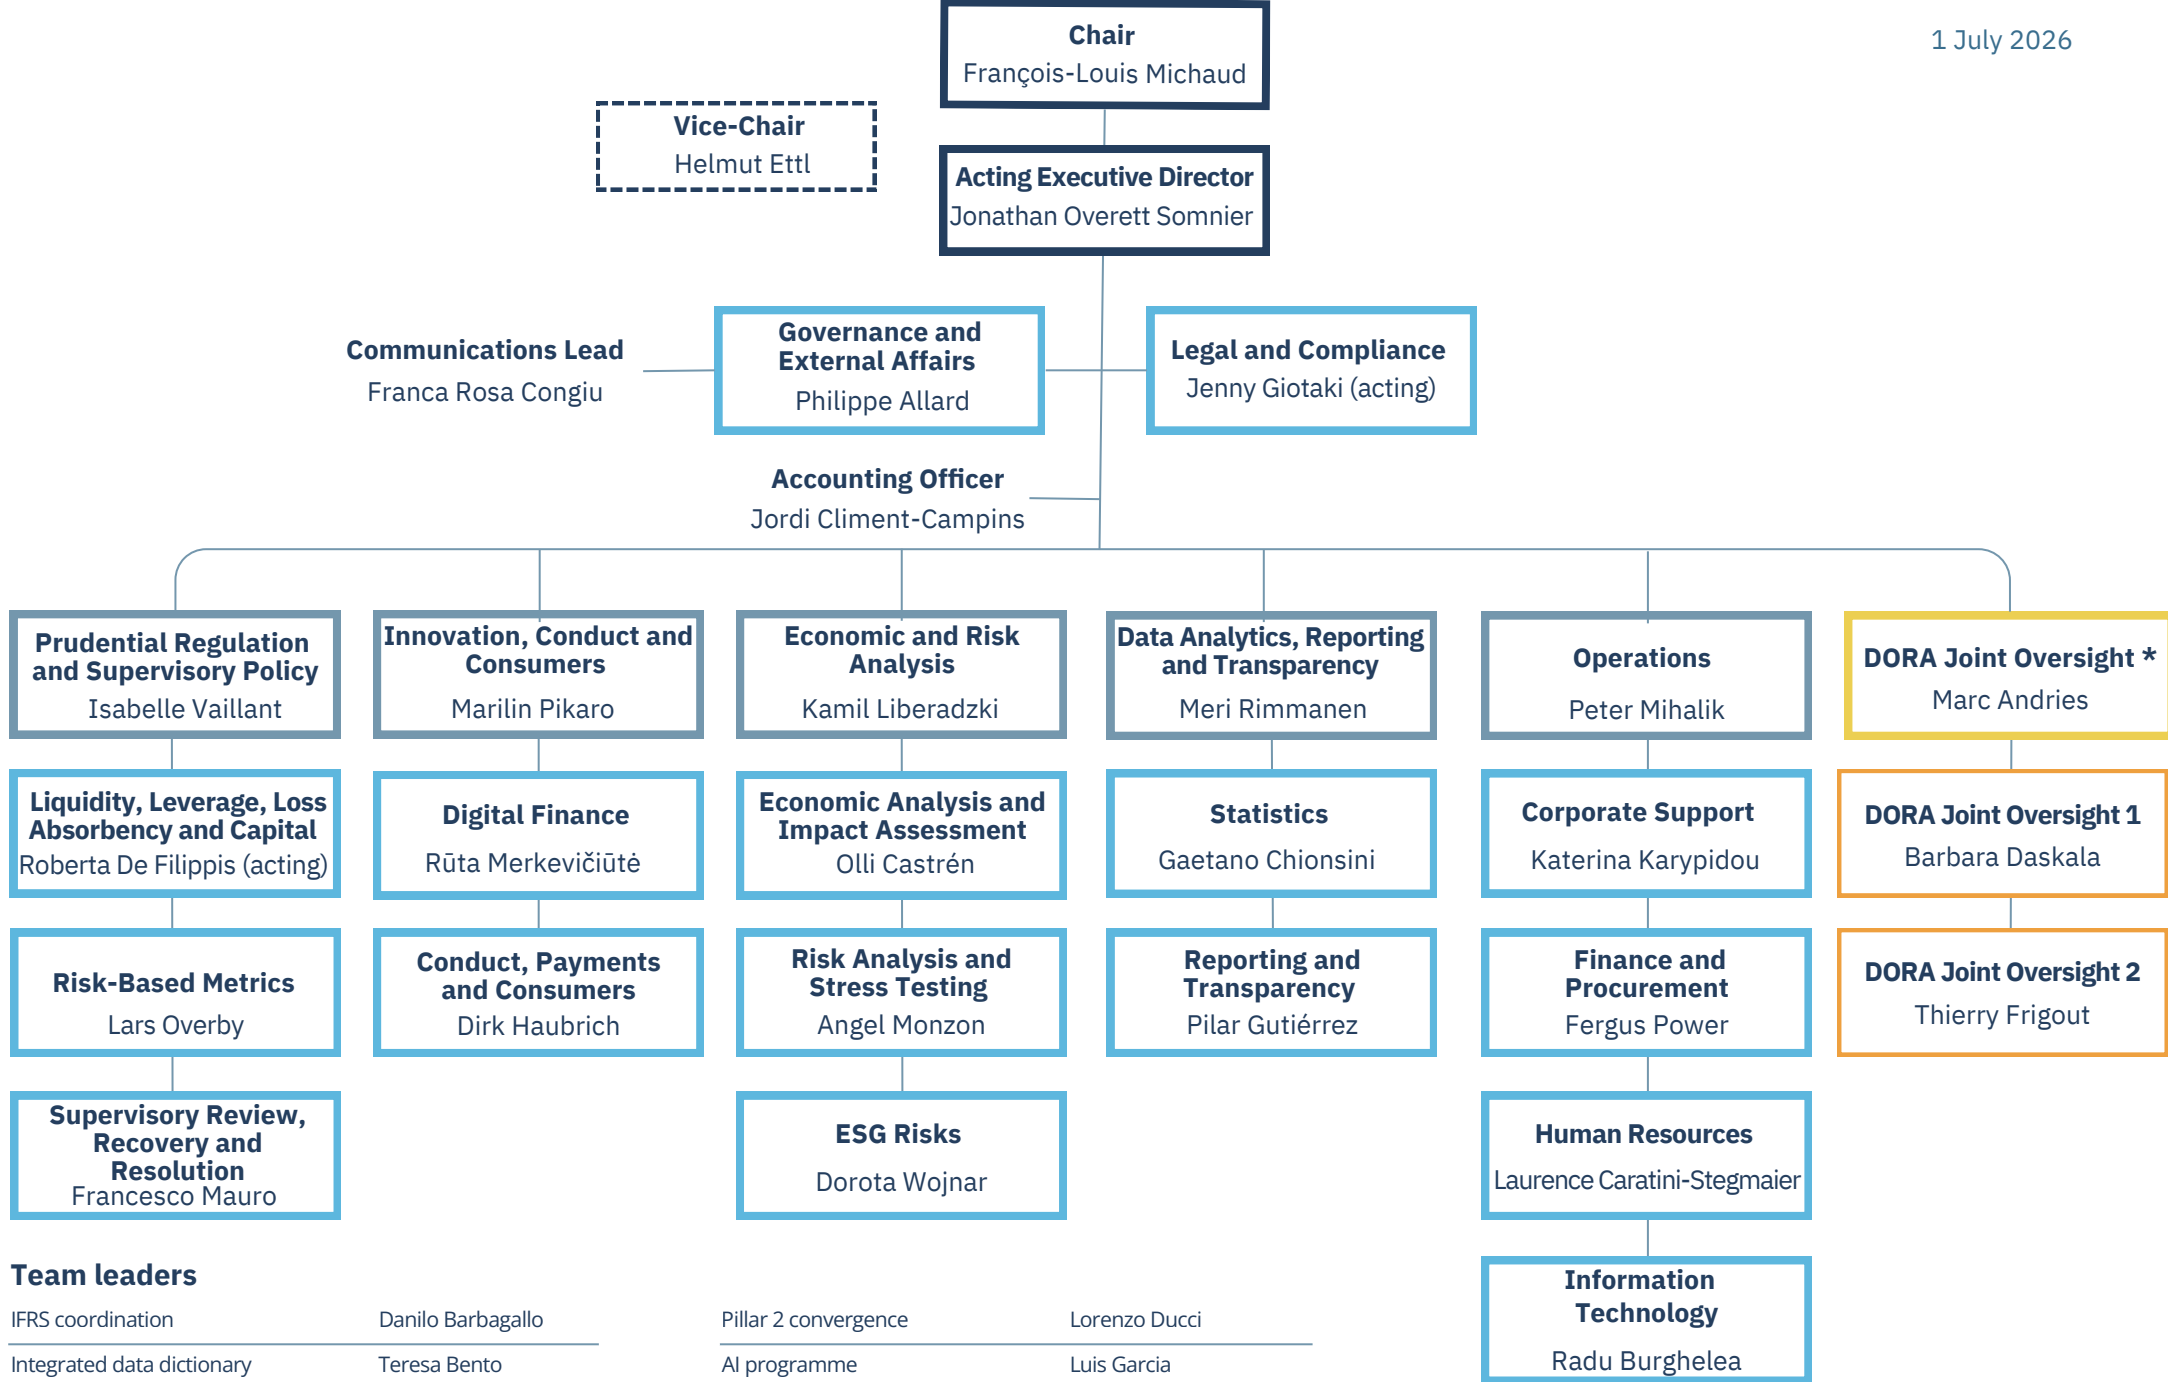 1 July 2026
Chair
François-Louis Michaud
Vice-Chair
Helmut Ettl
Acting Executive Director
Jonathan Overett Somnier
Communications Lead
Franca Rosa Congiu
Governance and
External Affairs
Philippe Allard
Legal and Compliance
Jenny Giotaki (acting)
Accounting Officer
Jordi Climent-Campins
Prudential Regulation
and Supervisory Policy
Isabelle Vaillant
Innovation, Conduct and
Consumers
Marilin Pikaro
Economic and Risk
Analysis
Kamil Liberadzki
Data Analytics, Reporting
and Transparency
Meri Rimmanen
Operations
Peter Mihalik
DORA Joint Oversight *
Marc Andries
Liquidity, Leverage, Loss
Absorbency and Capital
Roberta De Filippis (acting)
Digital Finance
Rūta Merkevičiūtė
Economic Analysis and
Impact Assessment
Olli Castrén
Statistics
Gaetano Chionsini
Corporate Support
Katerina Karypidou
DORA Joint Oversight 1
Barbara Daskala
Risk-Based Metrics
Lars Overby
Conduct, Payments
and Consumers
Dirk Haubrich
Risk Analysis and
Stress Testing
Angel Monzon
Reporting and
Transparency
Pilar Gutiérrez
Finance and
Procurement
Fergus Power
DORA Joint Oversight 2
Thierry Frigout
Supervisory Review,
Recovery and
Resolution
Francesco Mauro
ESG Risks
Dorota Wojnar
Human Resources
Laurence Caratini-Stegmaier
Information
Technology
Radu Burghelea
Team leaders
IFRS coordination Danilo Barbagallo
Integrated data dictionary Teresa Bento
Pillar 2 convergence Lorenzo Ducci
AI programme Luis Garcia